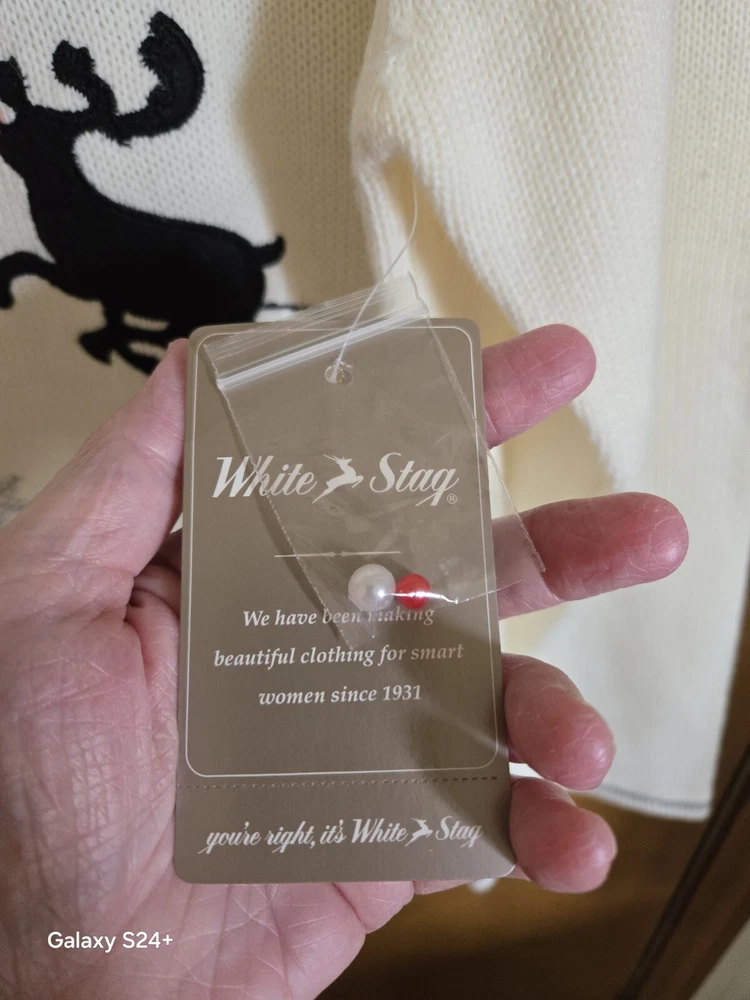 White Stag®
We have been making
beautiful clothing for smart
women since 1931
you're right, it's White Stag
Galaxy S24+